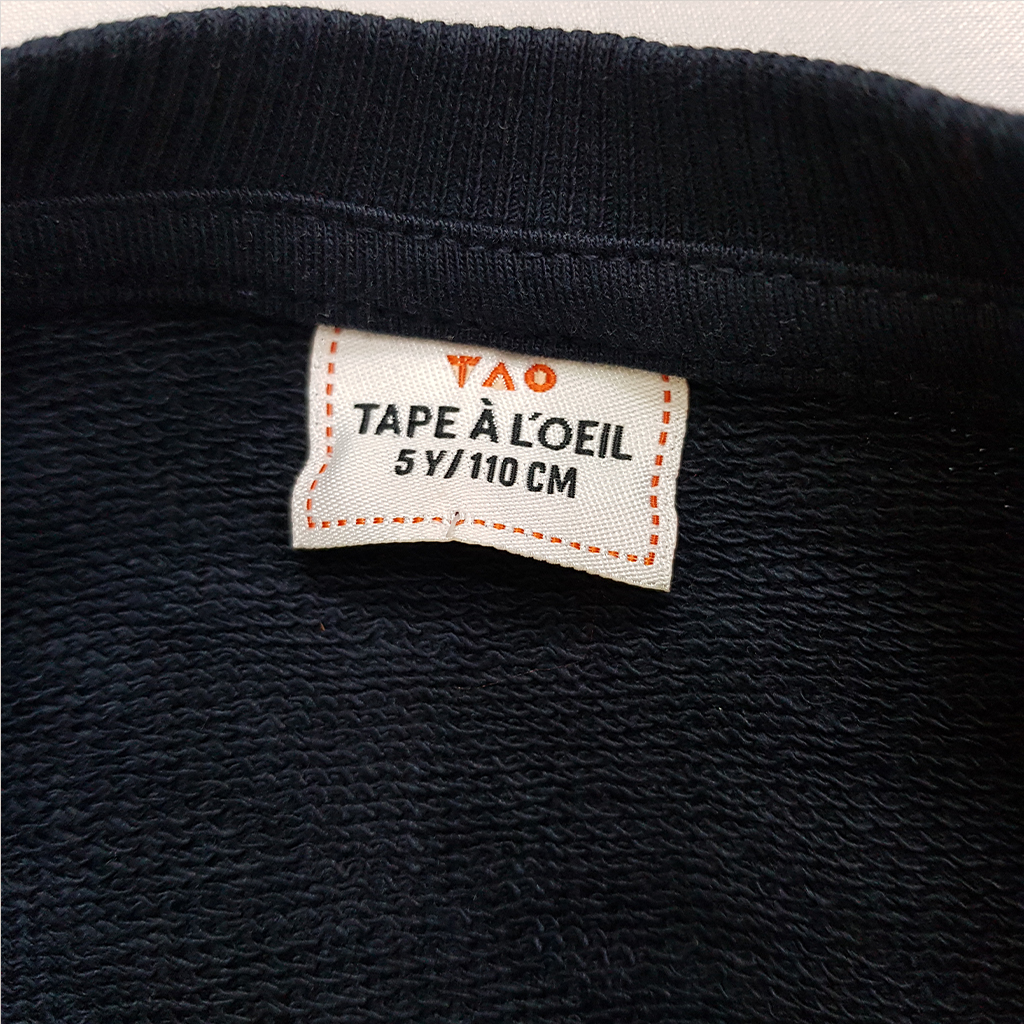 TAO
TAPE À L'OEIL
5 Y/110 CM